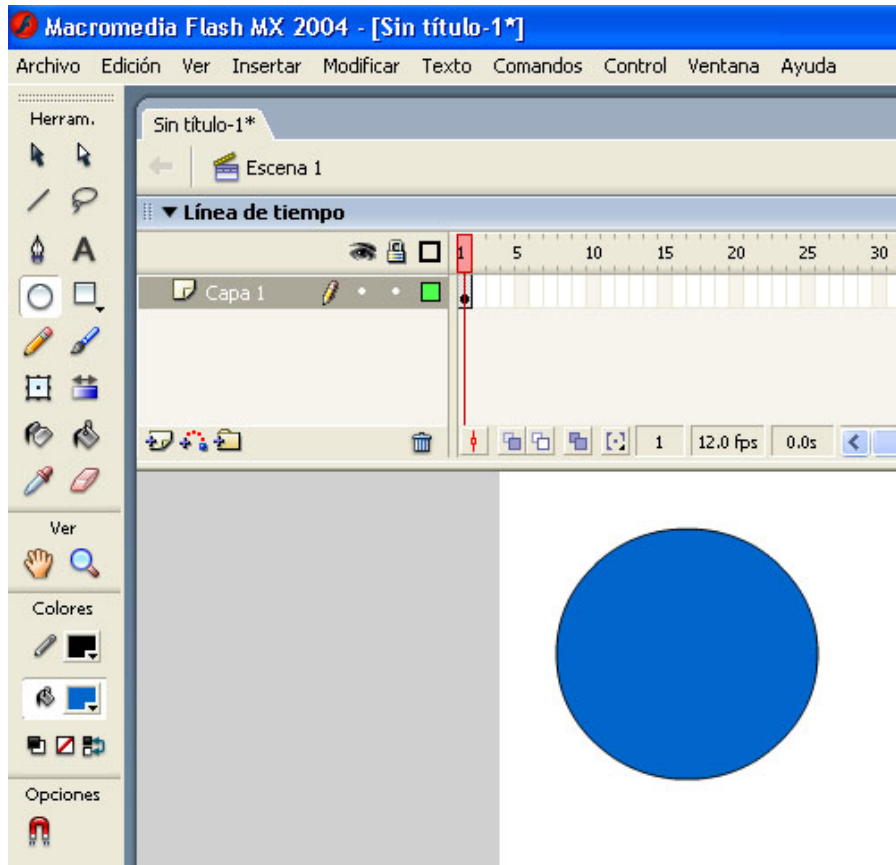 Macromedia Flash MX 2004 - [Sin título-1*]
Archivo Edición Ver Insertar Modificar Texto Comandos Control Ventana Ayuda
Herram.
Sin título-1*
Escena 1
Línea de tiempo
1 5 10 15 20 25 30
Capa 1
A
1 12.0 fps 0.0s
Ver
Colores
Opciones